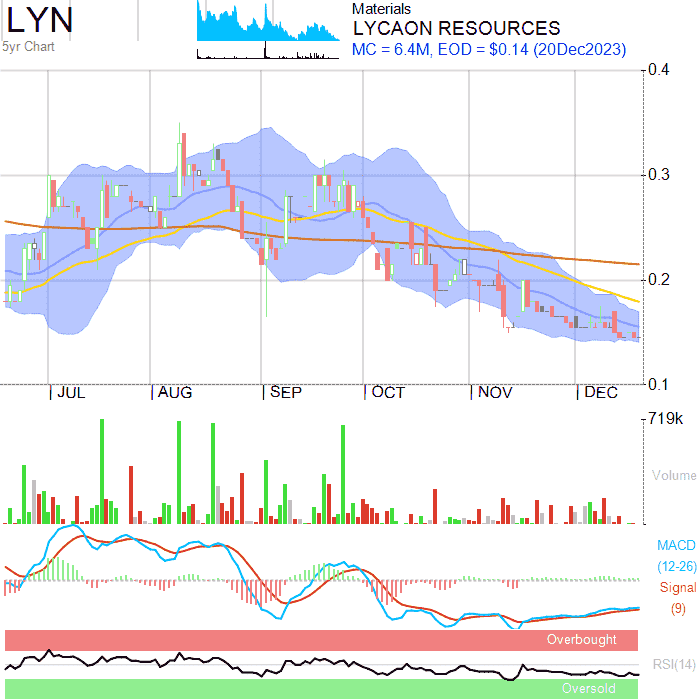 LYN
5yr Chart
Materials
LYCAON RESOURCES
MC = 6.4M, EOD = $0.14 (20Dec2023)
0.4
0.3
0.2
0.1
JUL AUG SEP OCT NOV DEC
719k
Volume
MACD
(12-26)
Signal
(9)
Overbought
RSI(14)
Oversold